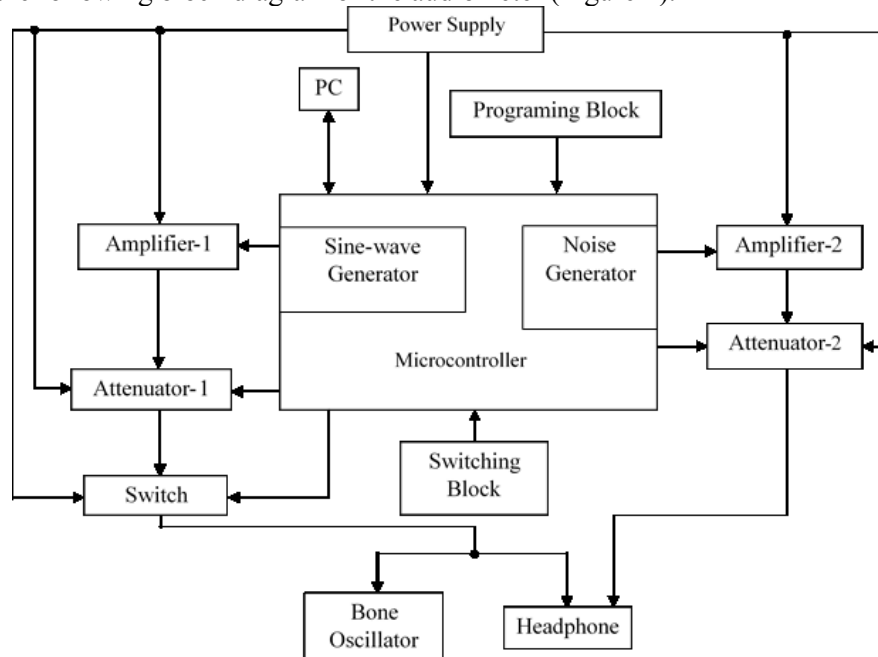 Power Supply
PC
Programing Block
Amplifier-1
Sine-wave
Generator
Noise
Generator
Amplifier-2
Microcontroller
Attenuator-2
Attenuator-1
Switching
Block
Switch
Bone
Oscillator
Headphone